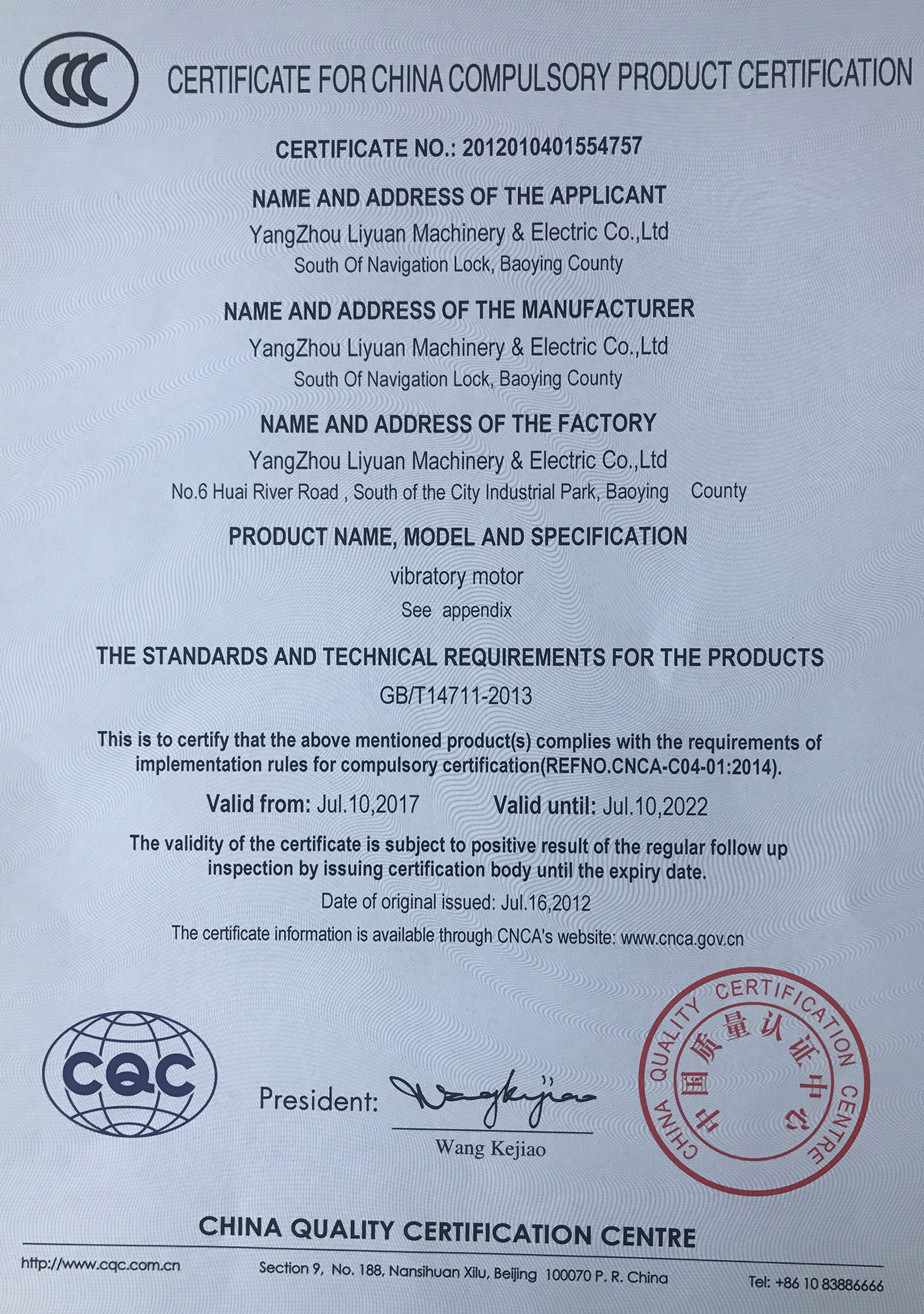 CCC
CERTIFICATE FOR CHINA COMPULSORY PRODUCT CERTIFICATION
CERTIFICATE NO.: 2012010401554757
NAME AND ADDRESS OF THE APPLICANT
YangZhou Liyuan Machinery & Electric Co.,Ltd
South Of Navigation Lock, Baoying County
NAME AND ADDRESS OF THE MANUFACTURER
YangZhou Liyuan Machinery & Electric Co.,Ltd
South Of Navigation Lock, Baoying County
NAME AND ADDRESS OF THE FACTORY
YangZhou Liyuan Machinery & Electric Co.,Ltd
No.6 Huai River Road , South of the City Industrial Park, Baoying County
PRODUCT NAME, MODEL AND SPECIFICATION
vibratory motor
See appendix
THE STANDARDS AND TECHNICAL REQUIREMENTS FOR THE PRODUCTS
GB/T14711-2013
This is to certify that the above mentioned product(s) complies with the requirements of
implementation rules for compulsory certification(REFNO.CNCA-C04-01:2014).
Valid from: Jul.10,2017 Valid until: Jul.10,2022
The validity of the certificate is subject to positive result of the regular follow up
inspection by issuing certification body until the expiry date.
Date of original issued: Jul.16,2012
The certificate information is available through CNCA's website: www.cnca.gov.cn
CQC
President: Wangkejiao
Wang Kejiao
CHINA QUALITY CERTIFICATION CENTRE
中国质量认证中心
CHINA QUALITY CERTIFICATION CENTRE
http://www.cqc.com.cn Section 9, No. 188, Nansihuan Xilu, Beijing 100070 P. R. China Tel: +86 10 83886666